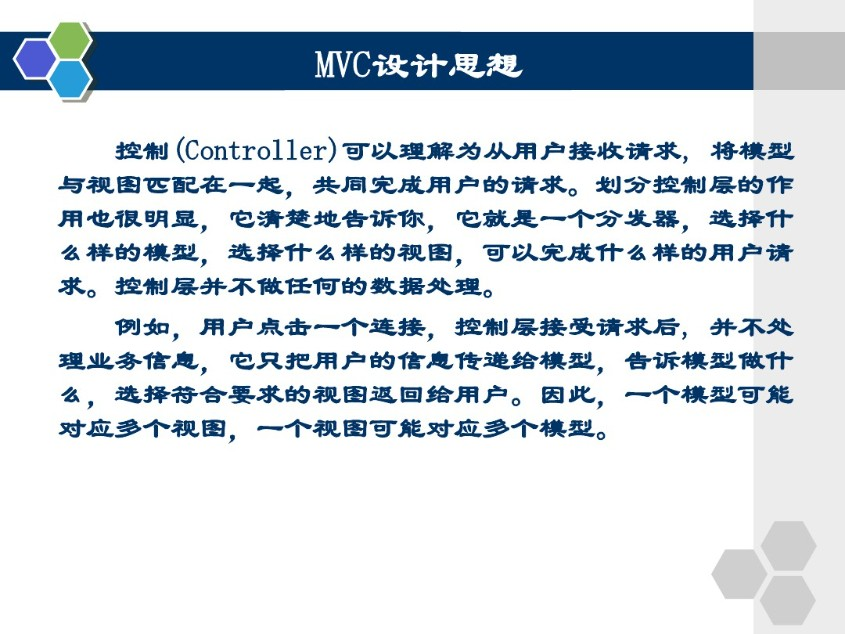 MVC设计思想
控制(Controller)可以理解为从用户接收请求, 将模型
与视图匹配在一起，共同完成用户的请求。划分控制层的作
用也很明显，它清楚地告诉你，它就是一个分发器，选择什
么样的模型，选择什么样的视图，可以完成什么样的用户请
求。控制层并不做任何的数据处理。
例如，用户点击一个连接，控制层接受请求后, 并不处
理业务信息，它只把用户的信息传递给模型，告诉模型做什
么，选择符合要求的视图返回给用户。因此，一个模型可能
对应多个视图，一个视图可能对应多个模型。